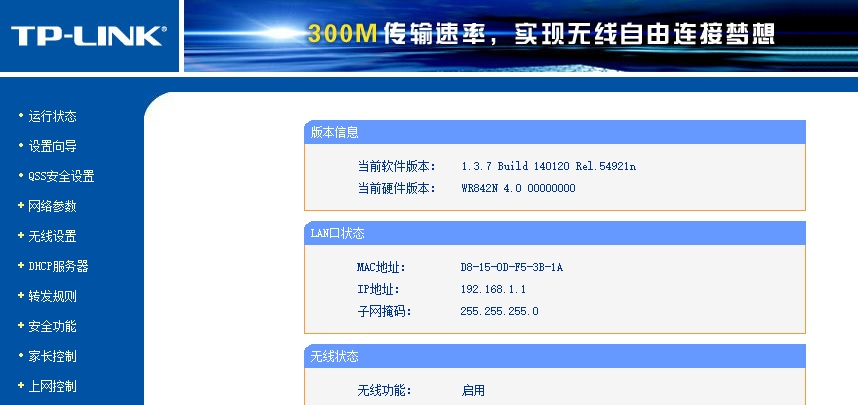 TP-LINK®
300M 传输速率，实现无线自由连接梦想
运行状态
设置向导
QSS安全设置
网络参数
无线设置
DHCP服务器
转发规则
安全功能
家长控制
上网控制
版本信息
当前软件版本： 1.3.7 Build 140120 Rel.54921n
当前硬件版本： WR842N 4.0 00000000
LAN口状态
MAC地址： D8-15-0D-F5-3B-1A
IP地址： 192.168.1.1
子网掩码： 255.255.255.0
无线状态
无线功能： 启用